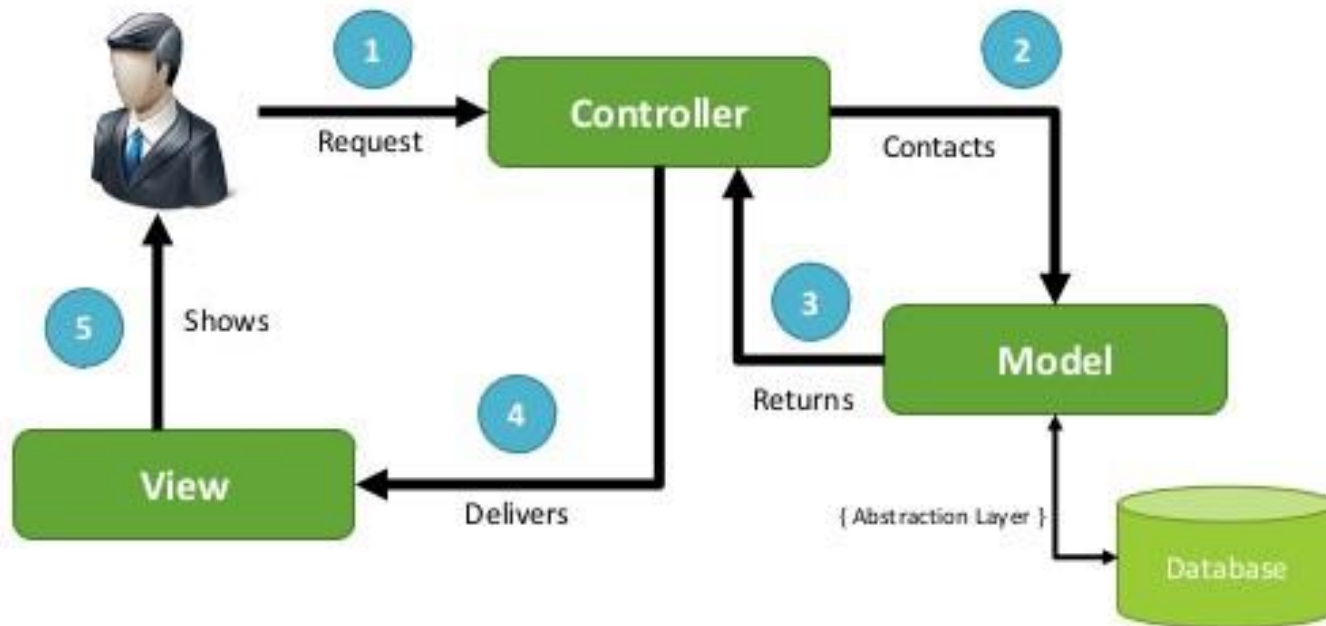 1
2
Controller
Request
Contacts
3
5
Shows
Model
Returns
4
View
Delivers
{ Abstraction Layer }
Database